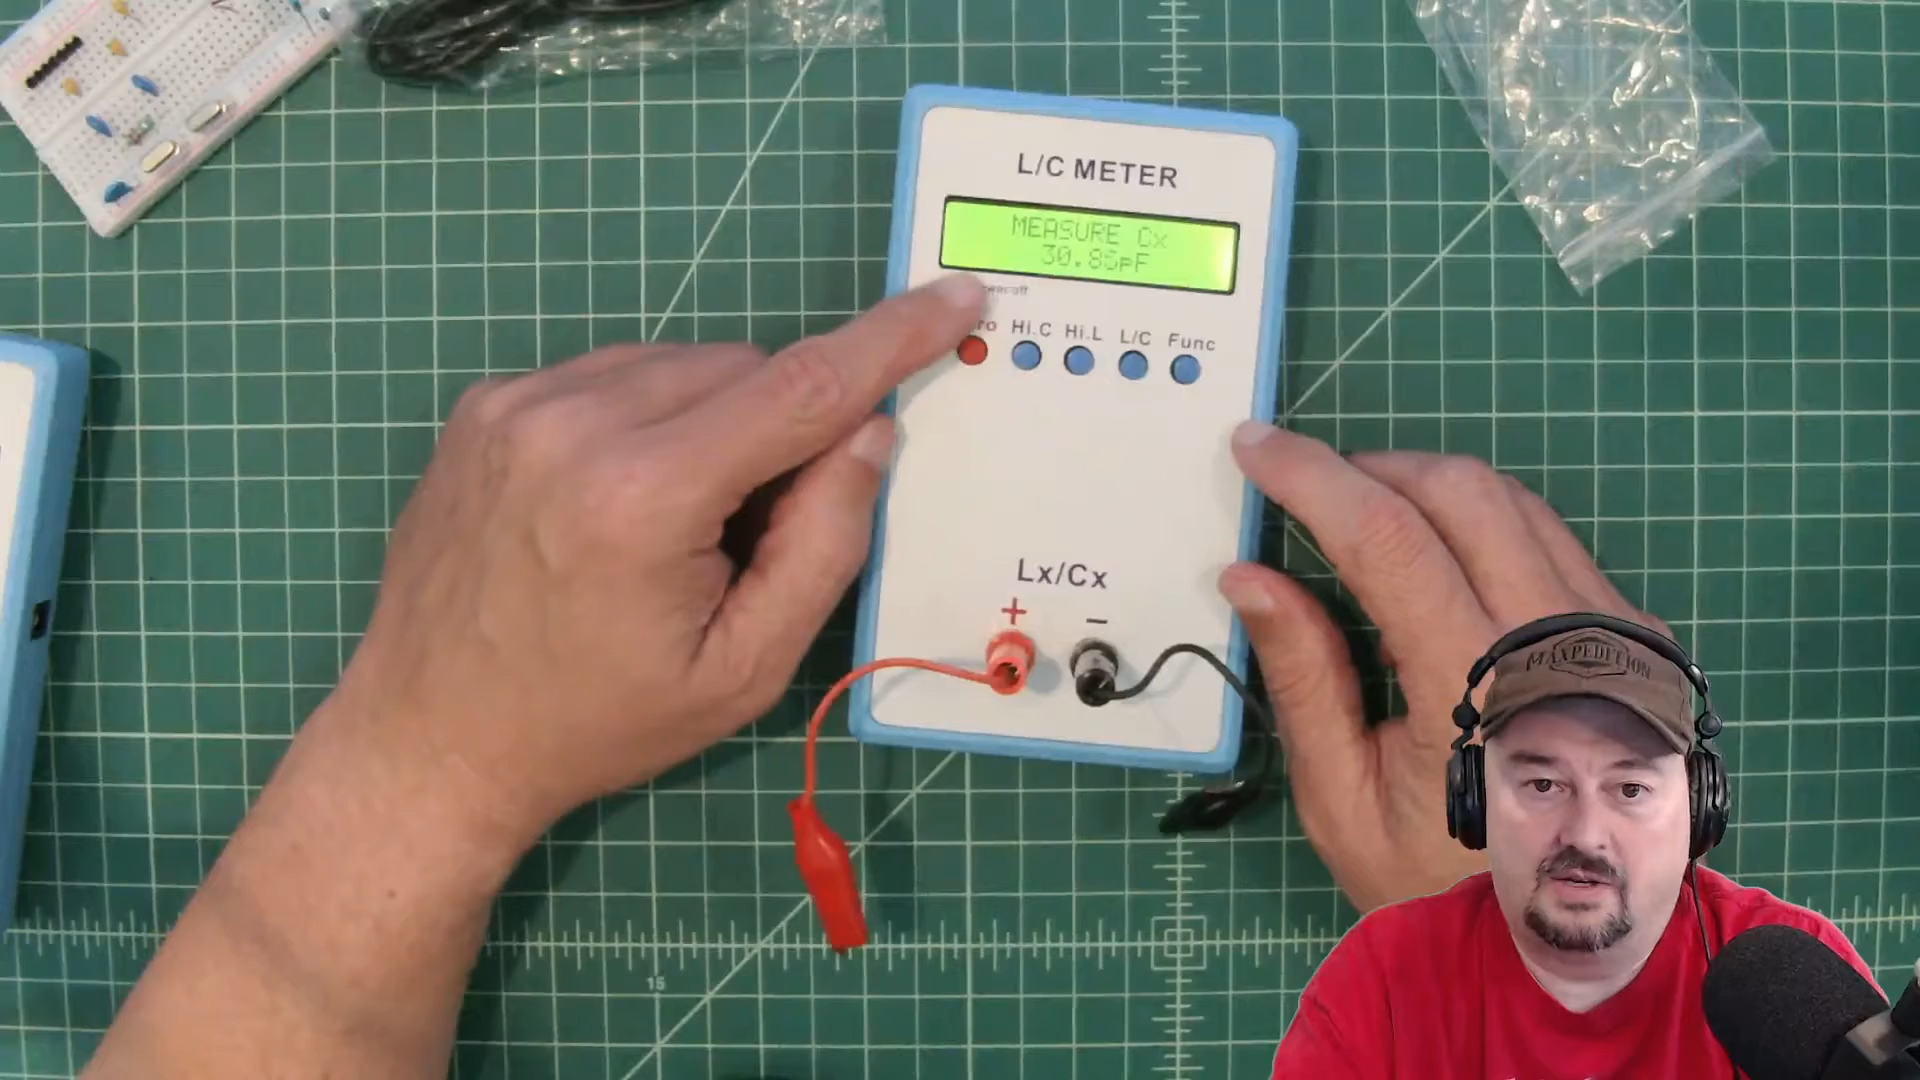 L/C METER
MEASURE Cx
30.85pF
Hi.C Hi.L L/C Func
Lx/Cx
+ −
MAXPEDITION
15